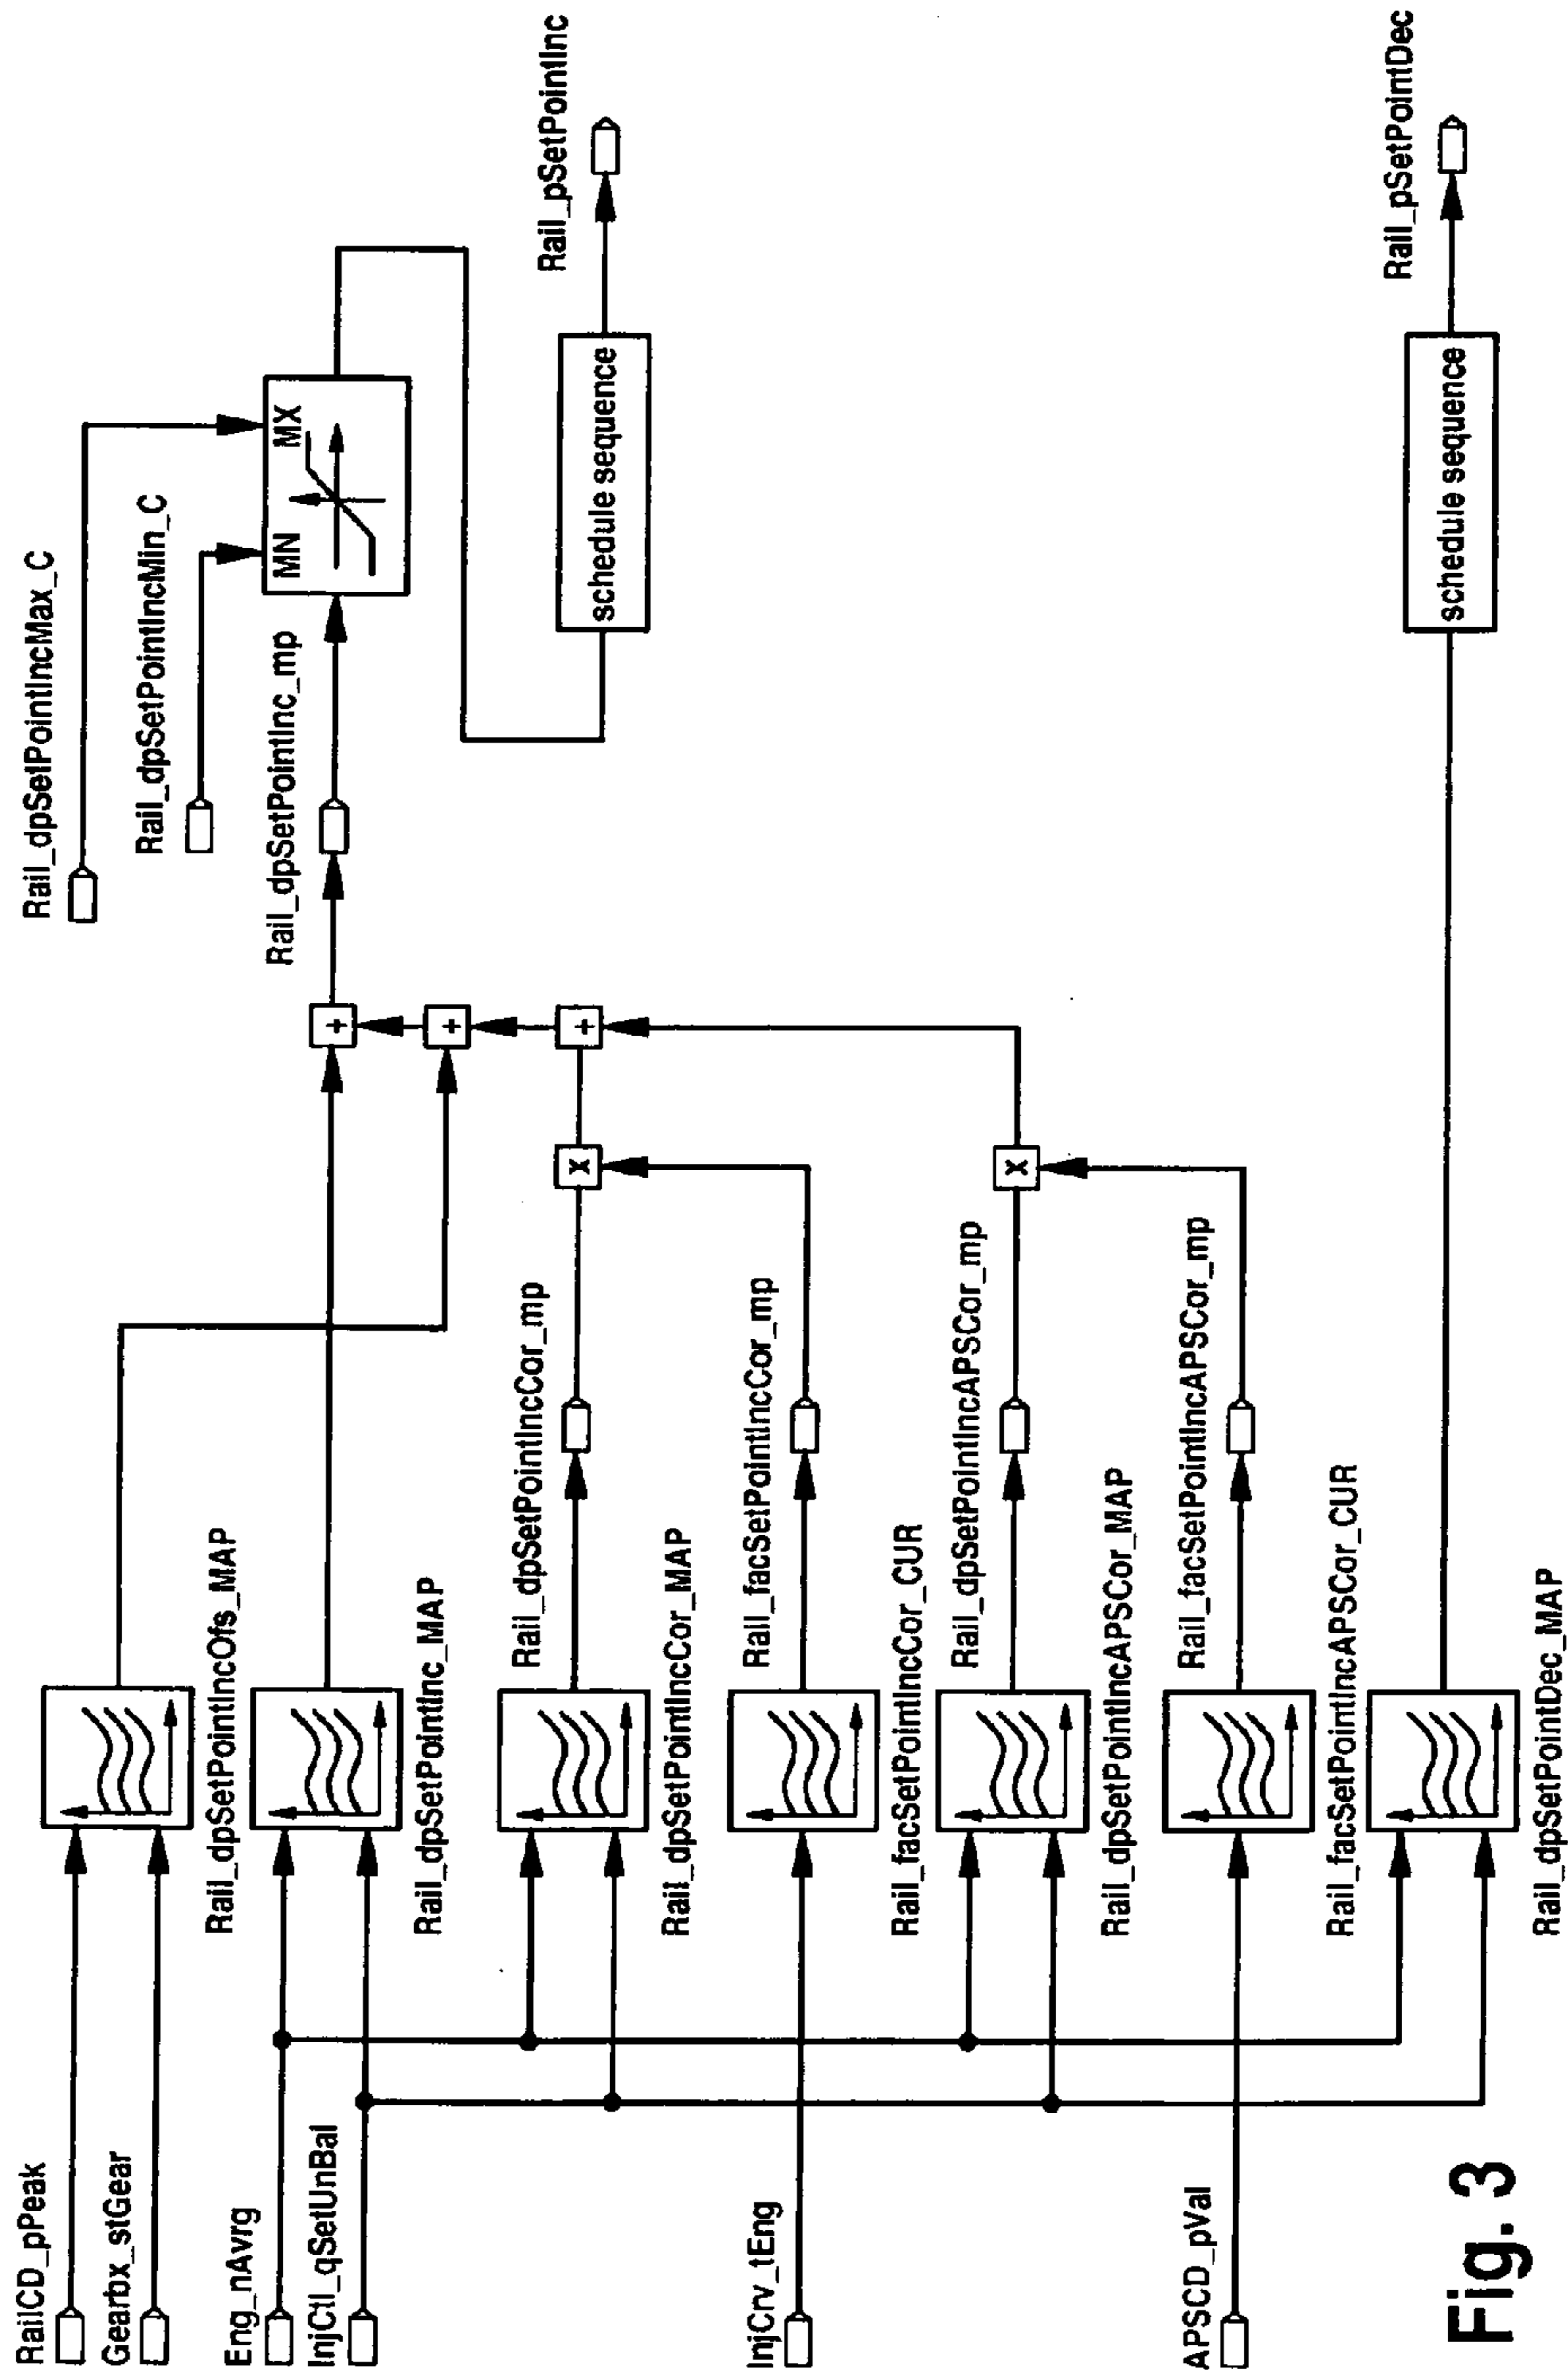 RailCD_pPeak
Gearbx_stGear
Eng_nAvrg
InjCtl_qSetUnBal
InjCrv_tEng
APSCD_pVal
Rail_dpSetPointIncOfs_MAP
Rail_dpSetPointInc_MAP
Rail_dpSetPointIncCor_MAP
Rail_facSetPointIncCor_CUR
Rail_dpSetPointIncAPSCor_MAP
Rail_facSetPointIncAPSCor_CUR
Rail_dpSetPointDec_MAP
Rail_dpSetPointIncCor_mp
Rail_facSetPointIncCor_mp
Rail_dpSetPointIncAPSCor_mp
Rail_facSetPointIncAPSCor_mp
+
+
+
x
x
Rail_dpSetPointIncMax_C
Rail_dpSetPointIncMin_C
Rail_dpSetPointInc_mp
MN MX
schedule sequence
Rail_pSetPointInc
schedule sequence
Rail_pSetPointDec
Fig. 3